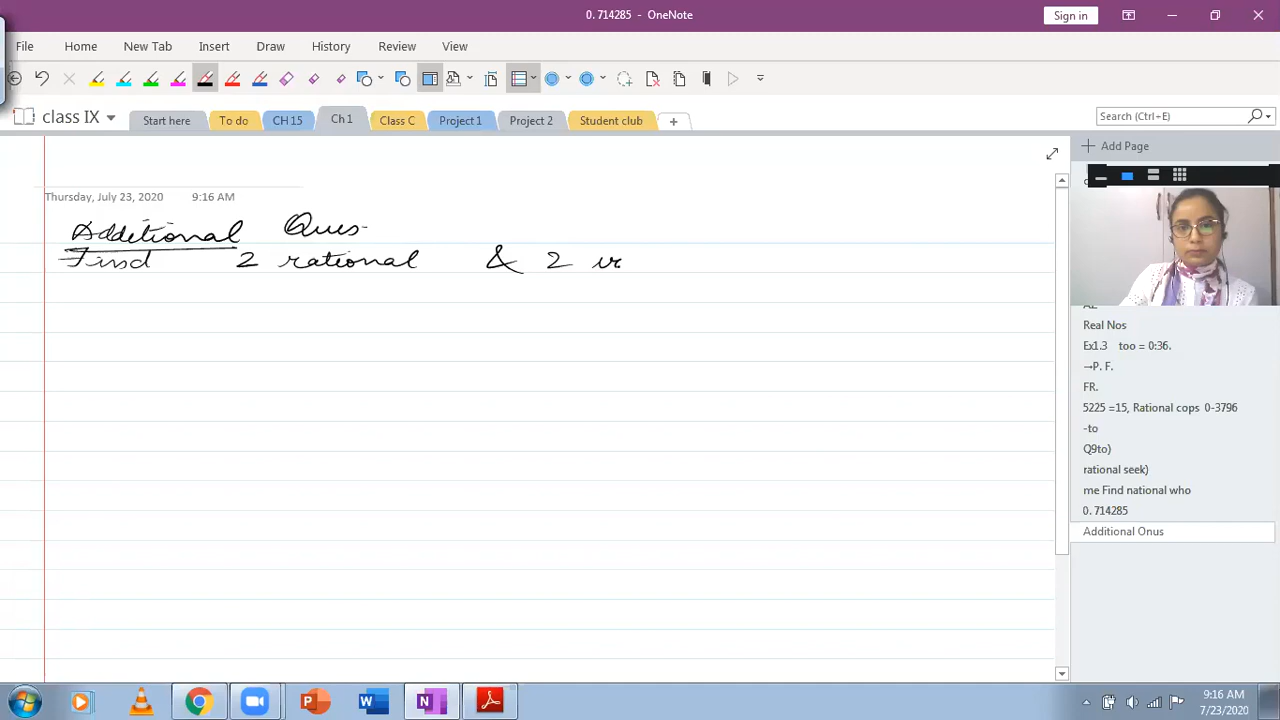 0. 714285 - OneNote
Sign in
File Home New Tab Insert Draw History Review View
class IX Start here To do CH 15 Ch 1 Class C Project 1 Project 2 Student club
Search (Ctrl+E)
Add Page
Thursday, July 23, 2020 9:16 AM
Additional Ques-
Find 2 rational & 2 ir
Real Nos
Ex1.3 too = 0:36.
→P. F.
FR.
5225 =15, Rational cops 0-3796
-to
Q9to)
rational seek)
me Find national who
0. 714285
Additional Onus
9:16 AM
7/23/2020